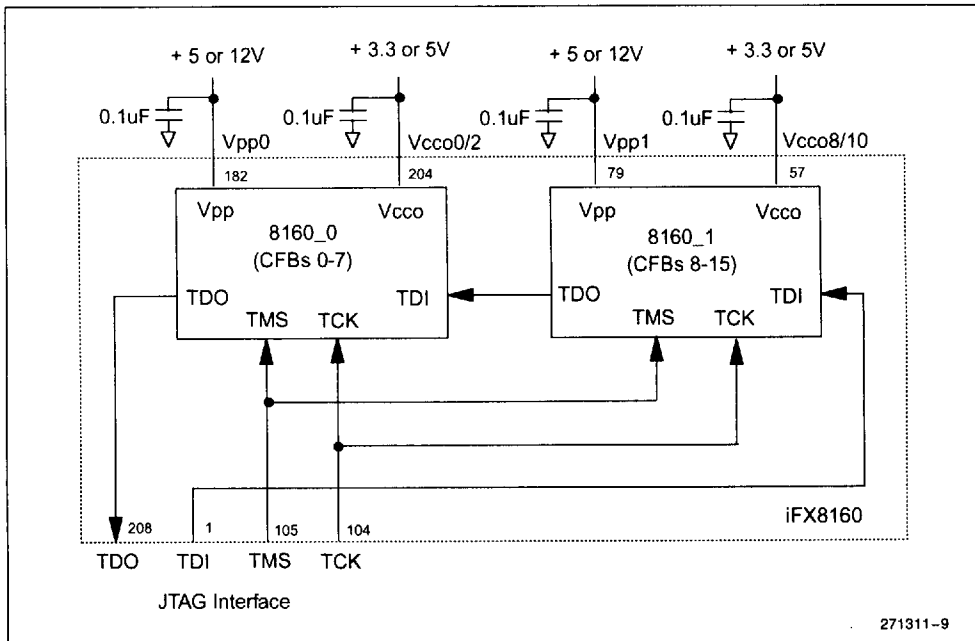 + 5 or 12V
+ 3.3 or 5V
+ 5 or 12V
+ 3.3 or 5V
0.1uF
0.1uF
0.1uF
0.1uF
Vpp0
Vcco0/2
Vpp1
Vcco8/10
182
204
79
57
Vpp
Vcco
8160_0
(CFBs 0-7)
TDO
TDI
TMS
TCK
Vpp
Vcco
8160_1
(CFBs 8-15)
TDO
TDI
TMS
TCK
iFX8160
208
1
105
104
TDO
TDI
TMS
TCK
JTAG Interface
271311-9